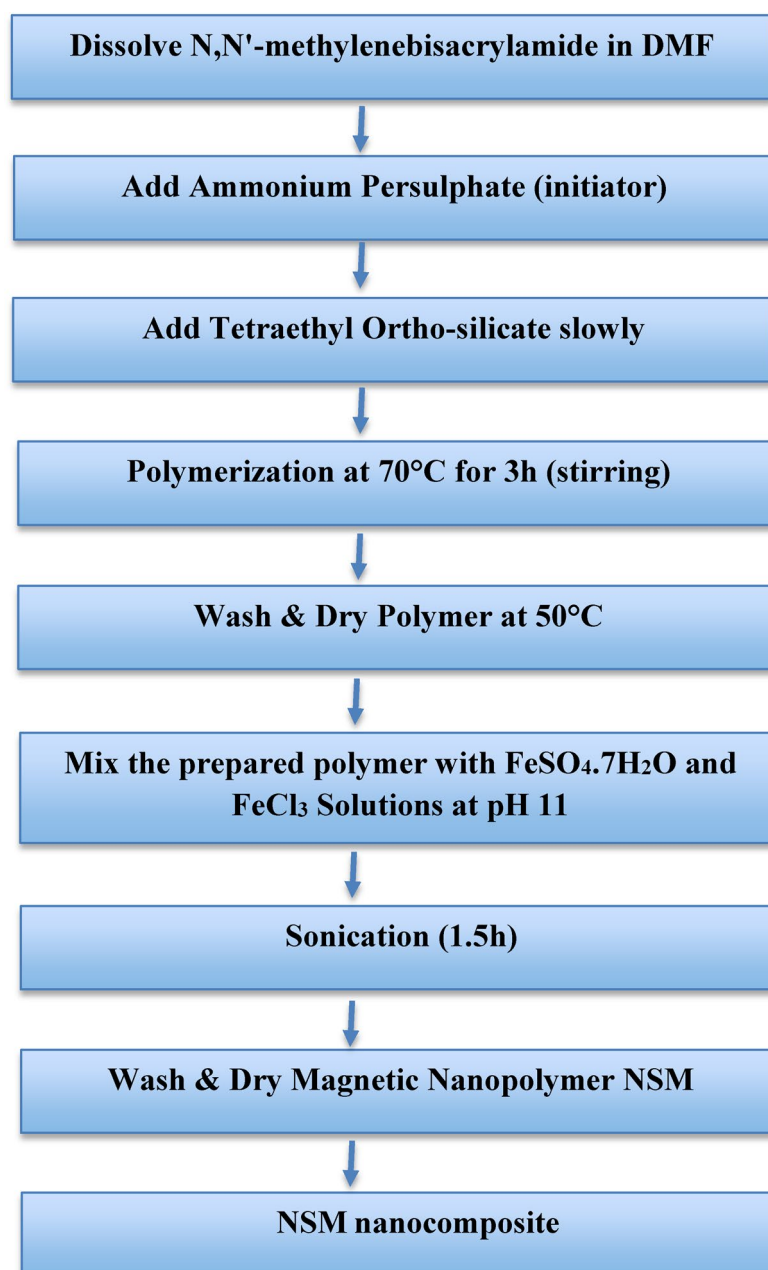 Dissolve N,N'-methylenebisacrylamide in DMF
Add Ammonium Persulphate (initiator)
Add Tetraethyl Ortho-silicate slowly
Polymerization at 70°C for 3h (stirring)
Wash & Dry Polymer at 50°C
Mix the prepared polymer with FeSO₄.7H₂O and
FeCl₃ Solutions at pH 11
Sonication (1.5h)
Wash & Dry Magnetic Nanopolymer NSM
NSM nanocomposite